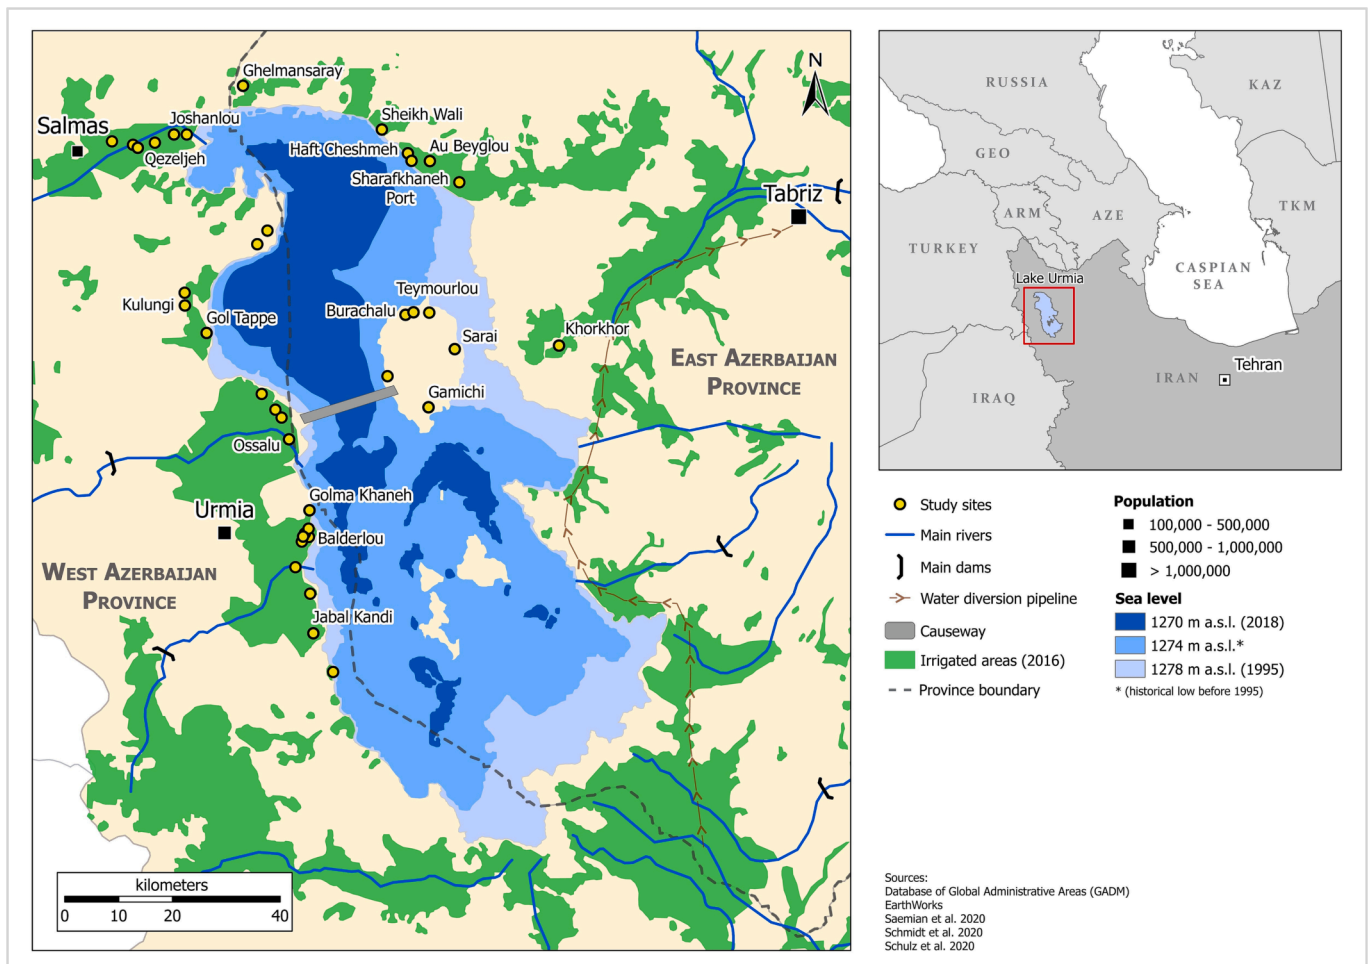 Ghelmansaray
N
Joshanlou
Sheikh Wali
Salmas
Haft Cheshmeh
Au Beyglou
Qezeljeh
Sharafkhaneh
Port
Tabriz
Teymourlou
Kulungi
Burachalu
Gol Tappe
Sarai
Khorkhor
EAST AZERBAIJAN
PROVINCE
Gamichi
Ossalu
Golma Khaneh
Urmia
Balderlou
WEST AZERBAIJAN
PROVINCE
Jabal Kandi
kilometers
0 10 20 40
RUSSIA
KAZ
GEO
ARM
AZE
TKM
TURKEY
CASPIAN
SEA
Lake Urmia
Tehran
IRAN
IRAQ
Study sites
Main rivers
Main dams
Water diversion pipeline
Causeway
Irrigated areas (2016)
Province boundary
Population
100,000 - 500,000
500,000 - 1,000,000
> 1,000,000
Sea level
1270 m a.s.l. (2018)
1274 m a.s.l.*
1278 m a.s.l. (1995)
* (historical low before 1995)
Sources:
Database of Global Administrative Areas (GADM)
EarthWorks
Saemian et al. 2020
Schmidt et al. 2020
Schulz et al. 2020